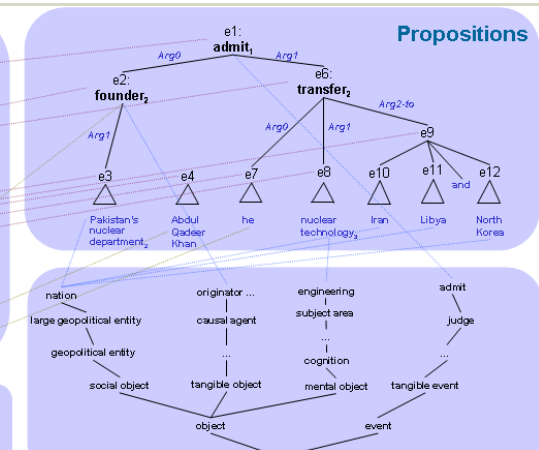 Propositions
e1:
admit1
Arg0
Arg1
e2:
founder2
e6:
transfer2
Arg2-to
Arg1
Arg0
Arg1
e9
e3
e4
e7
e8
e10
e11
and
e12
Pakistan's
nuclear
department2
Abdul
Qadeer
Khan
he
nuclear
technology3
Iran
Libya
North
Korea
nation
originator ...
engineering
admit
large geopolitical entity
causal agent
subject area
judge
geopolitical entity
...
...
...
cognition
social object
tangible object
mental object
tangible event
object
event